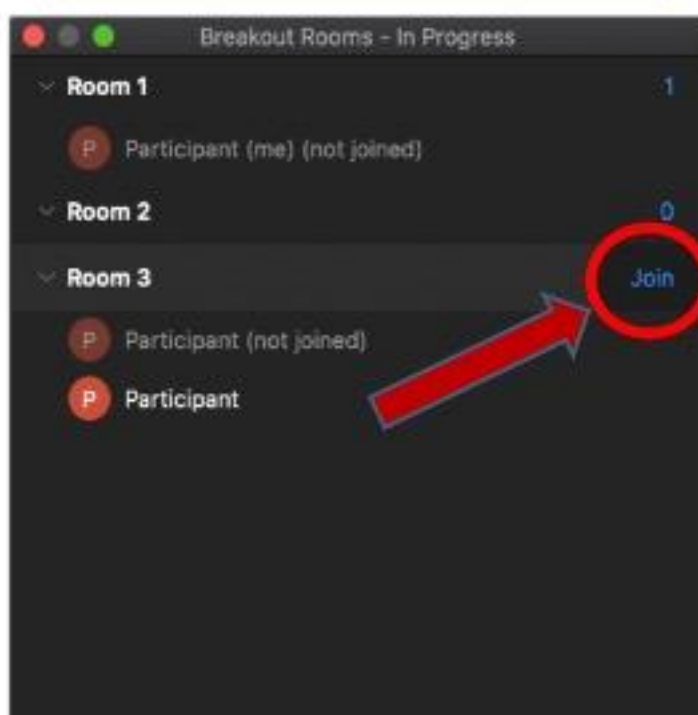 Breakout Rooms - In Progress
Room 1 1
P Participant (me) (not joined)
Room 2 0
Room 3 Join
P Participant (not joined)
P Participant